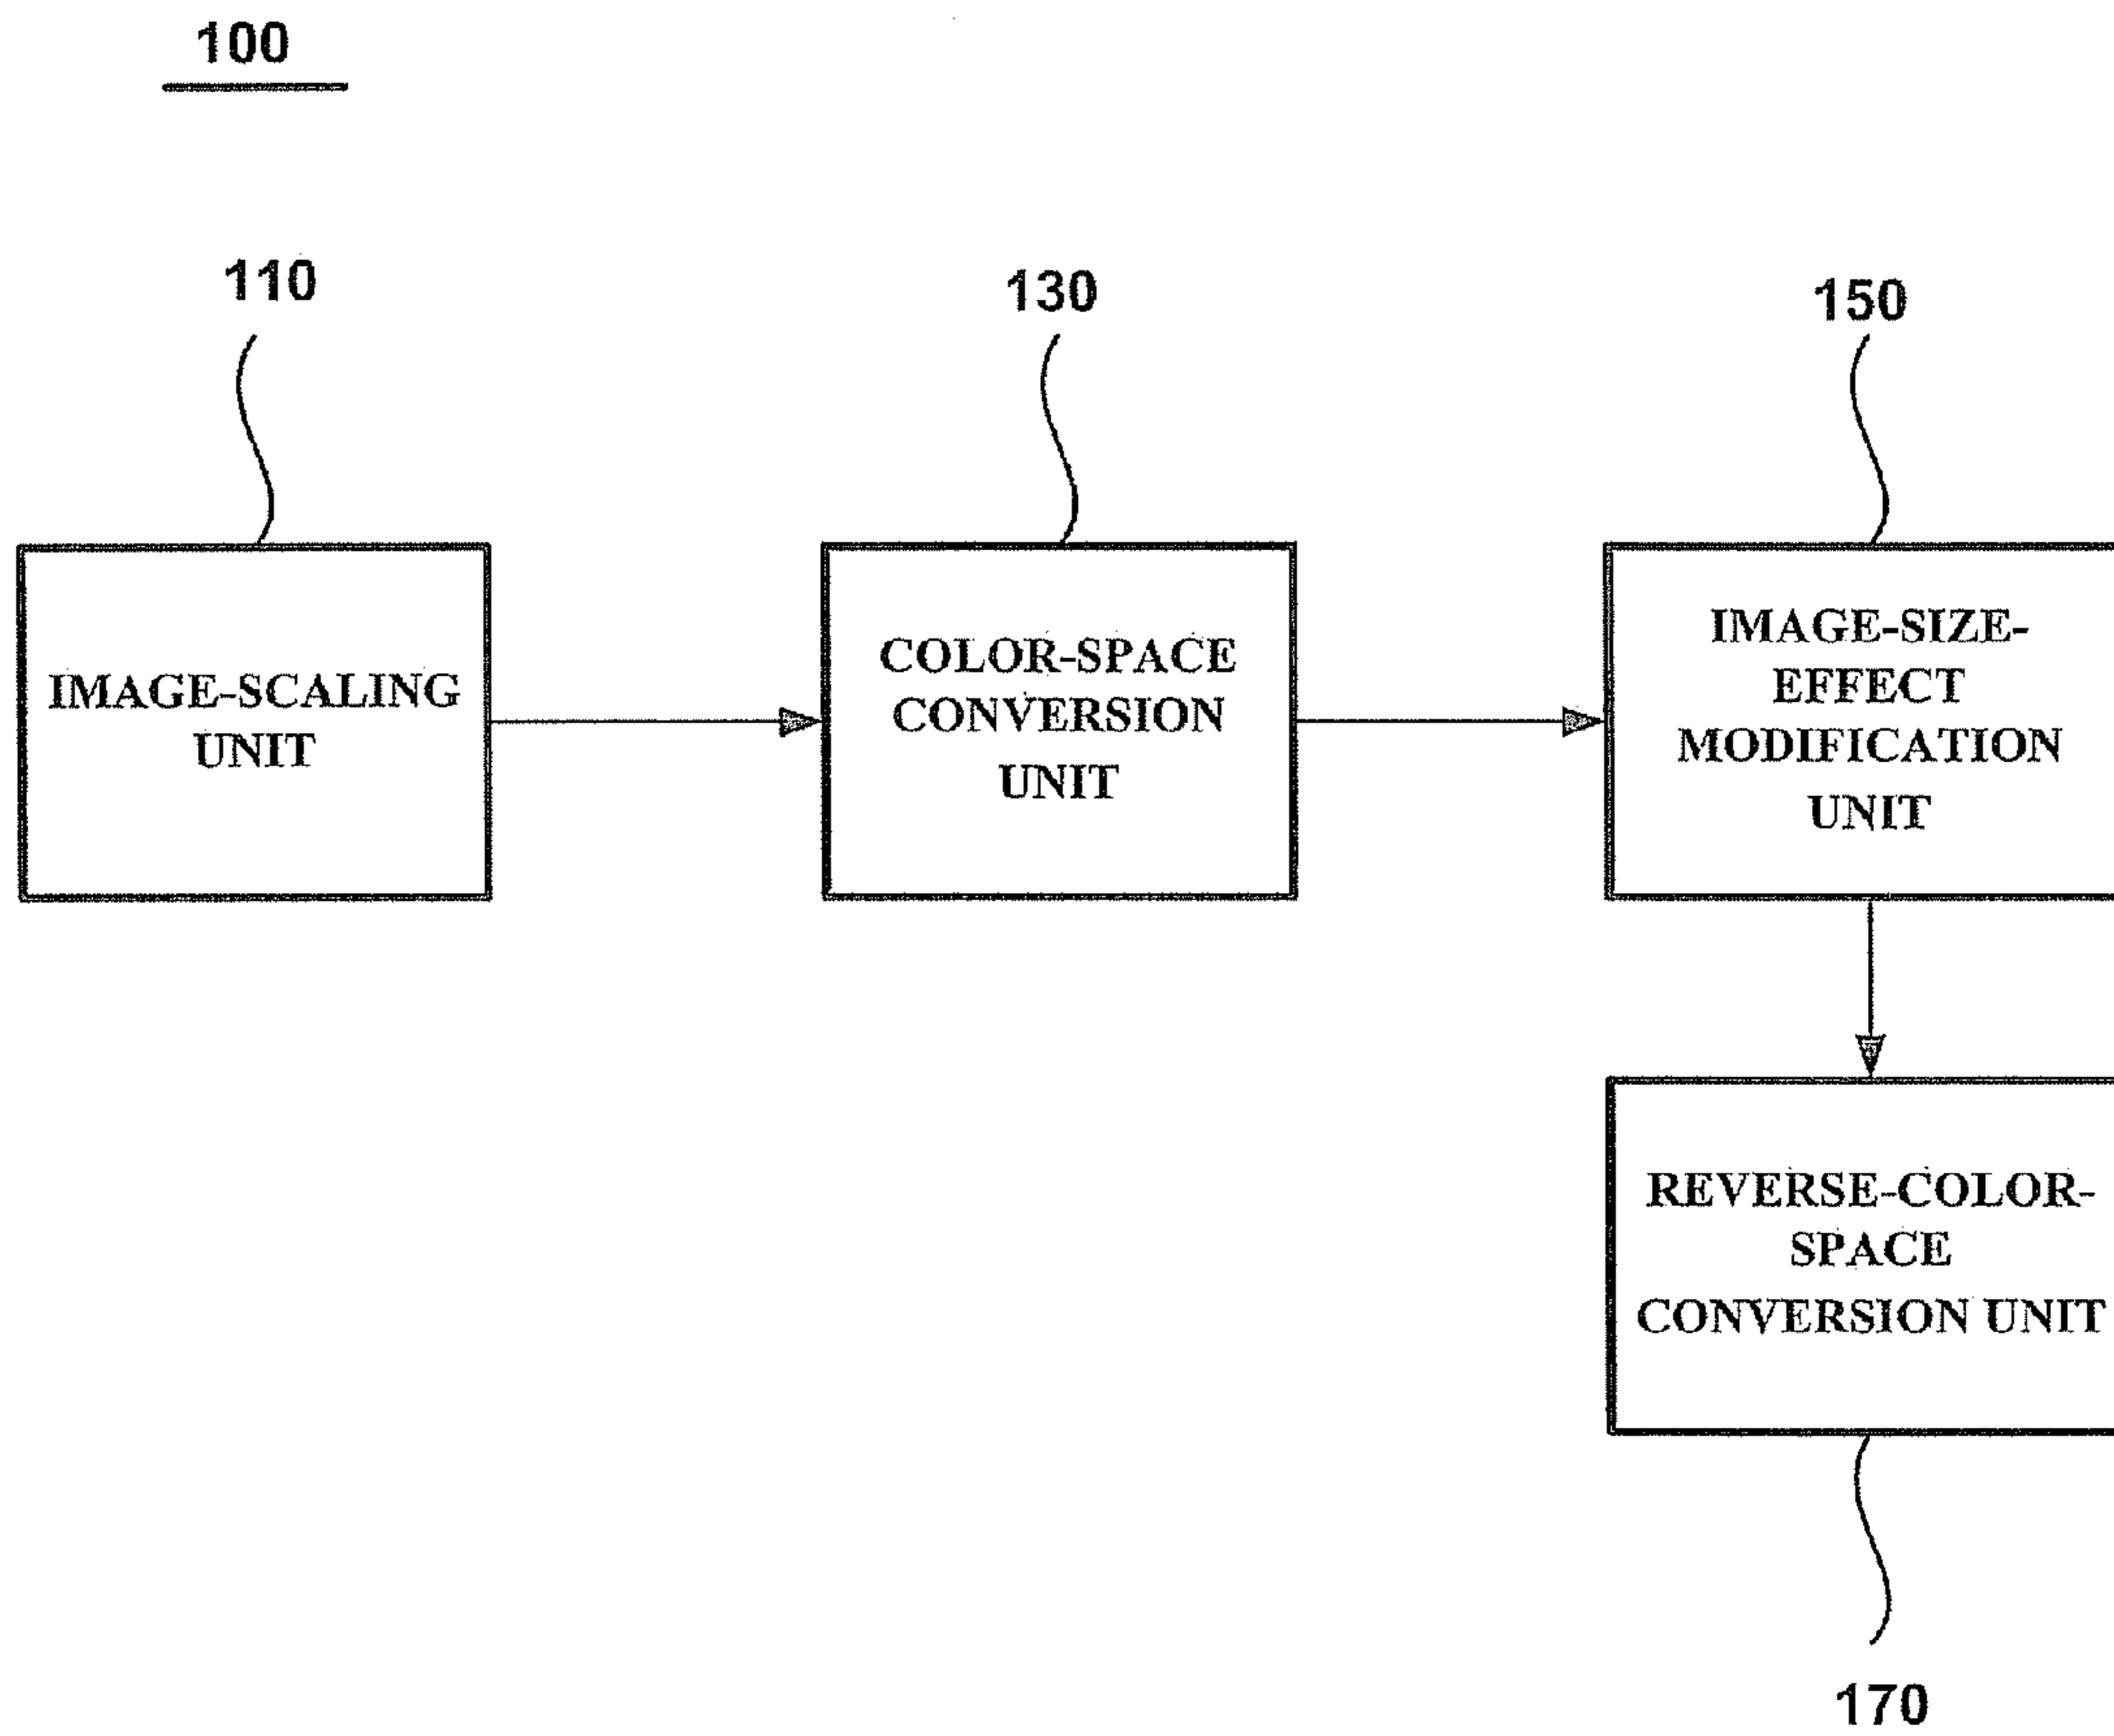 100
110
130
150
IMAGE-SCALING
UNIT
COLOR-SPACE
CONVERSION
UNIT
IMAGE-SIZE-
EFFECT
MODIFICATION
UNIT
REVERSE-COLOR-
SPACE
CONVERSION UNIT
170